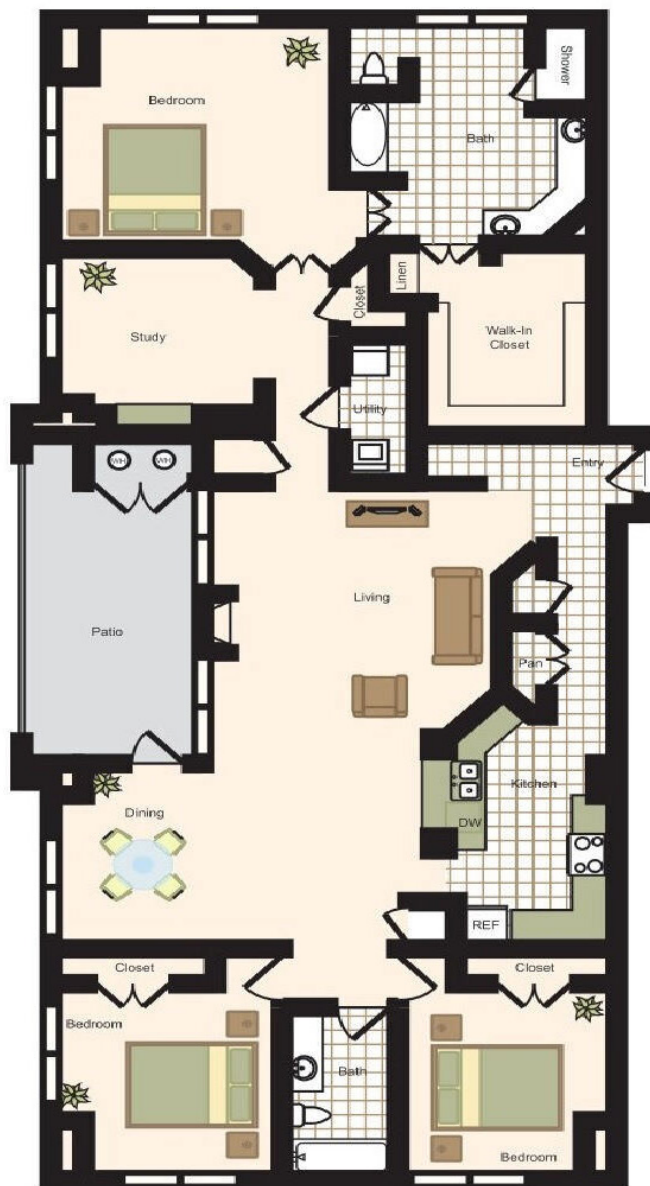 Bedroom
Shower
Bath
Linen
Closet
Walk-In
Closet
Study
Utility
WH
WH
Entry
Living
Patio
Pan
Kitchen
Dining
DW
REF
Closet
Closet
Bedroom
Bath
Bedroom